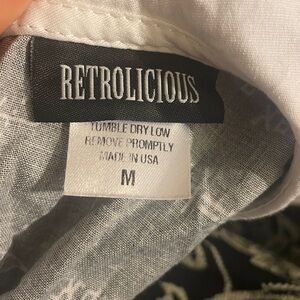 RETROLICIOUS
TUMBLE DRY LOW
REMOVE PROMPTLY
MADE IN USA
M